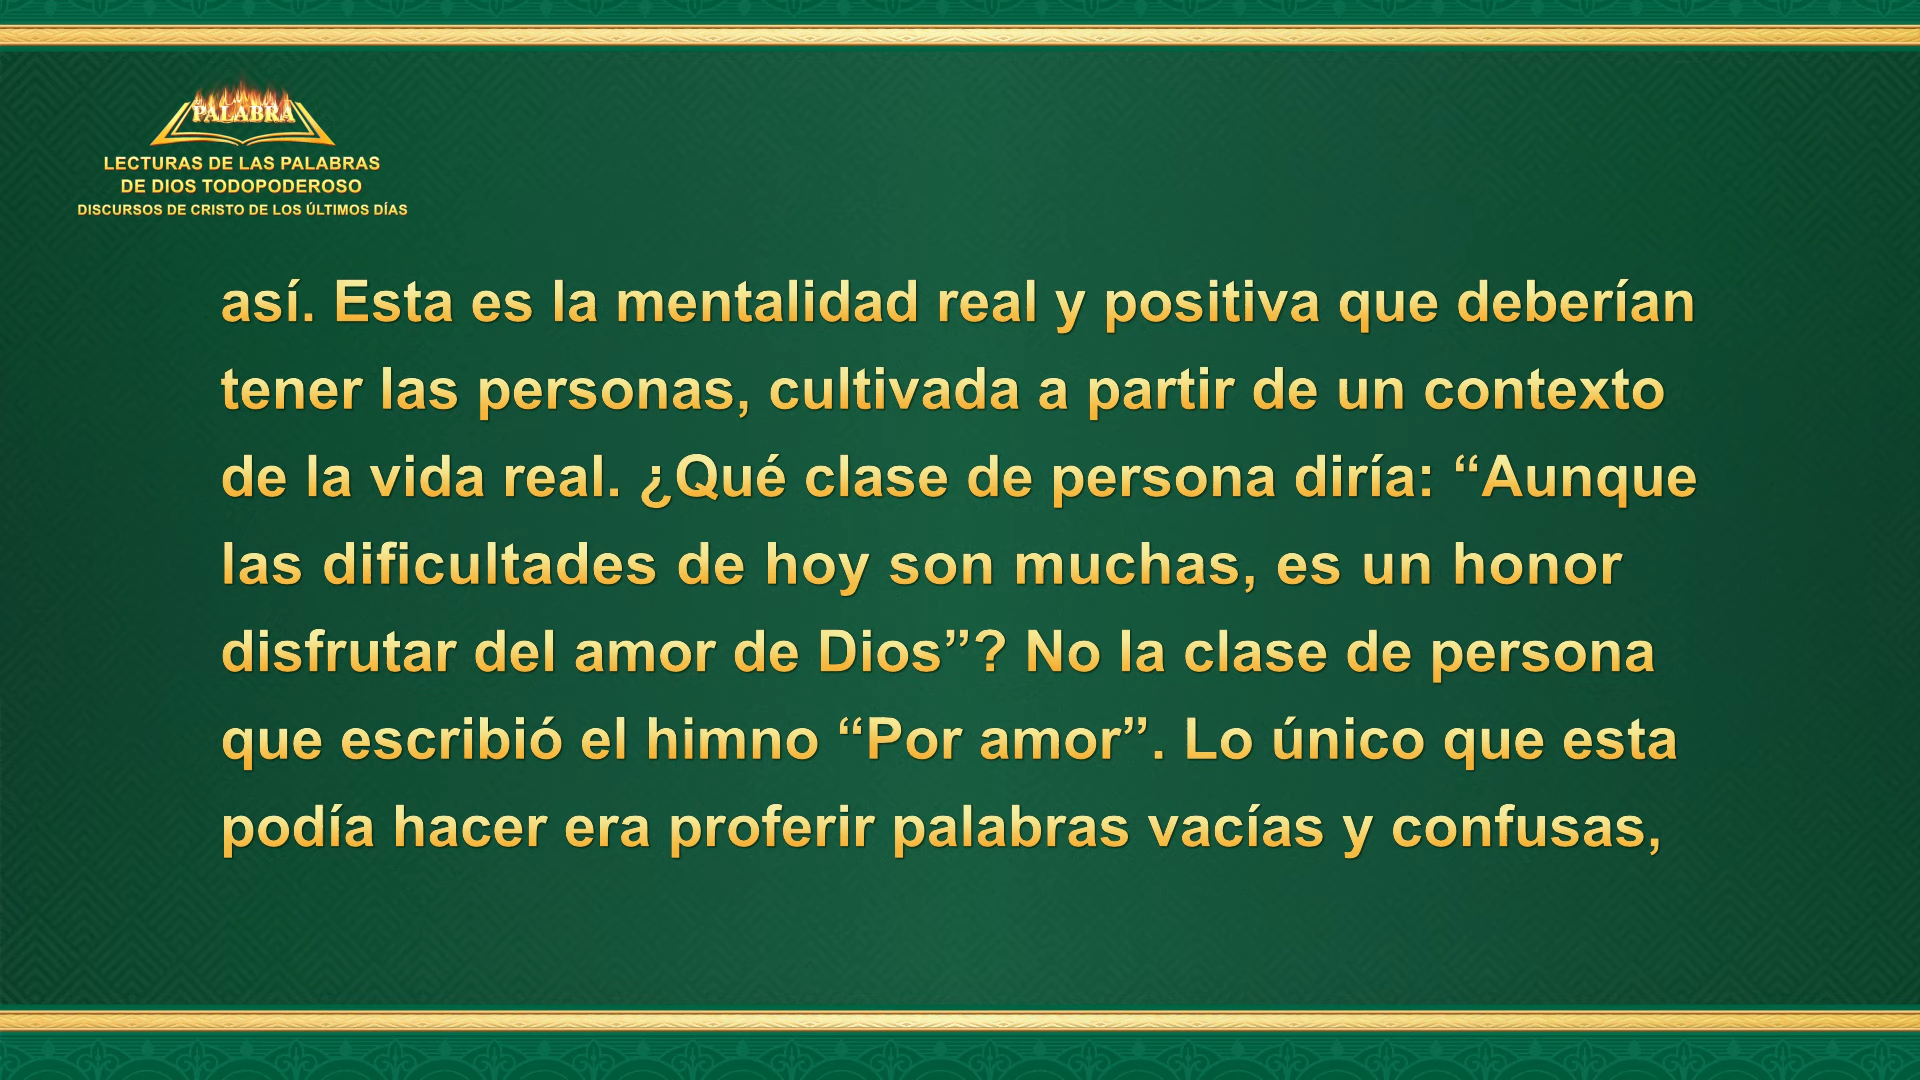 PALABRA
LECTURAS DE LAS PALABRAS
DE DIOS TODOPODEROSO
DISCURSOS DE CRISTO DE LOS ÚLTIMOS DÍAS
así. Esta es la mentalidad real y positiva que deberían
tener las personas, cultivada a partir de un contexto
de la vida real. ¿Qué clase de persona diría: “Aunque
las dificultades de hoy son muchas, es un honor
disfrutar del amor de Dios”? No la clase de persona
que escribió el himno “Por amor”. Lo único que esta
podía hacer era proferir palabras vacías y confusas,